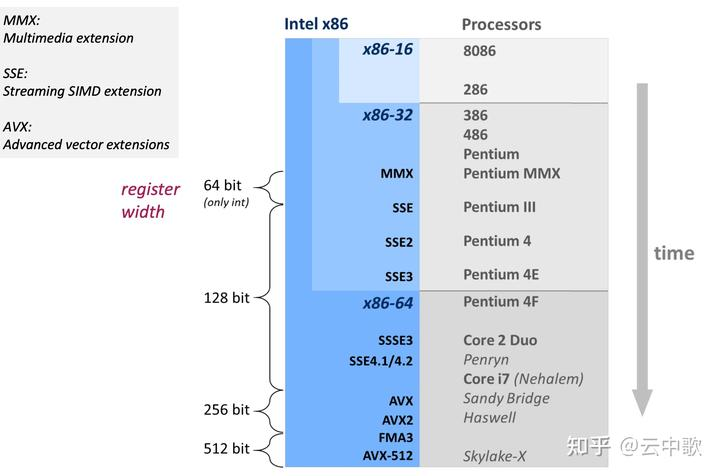 MMX:
Multimedia extension
SSE:
Streaming SIMD extension
AVX:
Advanced vector extensions
Intel x86
Processors
x86-16
8086
286
x86-32
386
486
Pentium
MMX
Pentium MMX
register
width
64 bit
(only int)
SSE
Pentium III
SSE2
Pentium 4
SSE3
Pentium 4E
time
128 bit
x86-64
Pentium 4F
SSSE3
Core 2 Duo
SSE4.1/4.2
Penryn
Core i7 (Nehalem)
AVX
Sandy Bridge
256 bit
AVX2
Haswell
FMA3
512 bit
AVX-512
Skylake-X
知乎 @云中歌